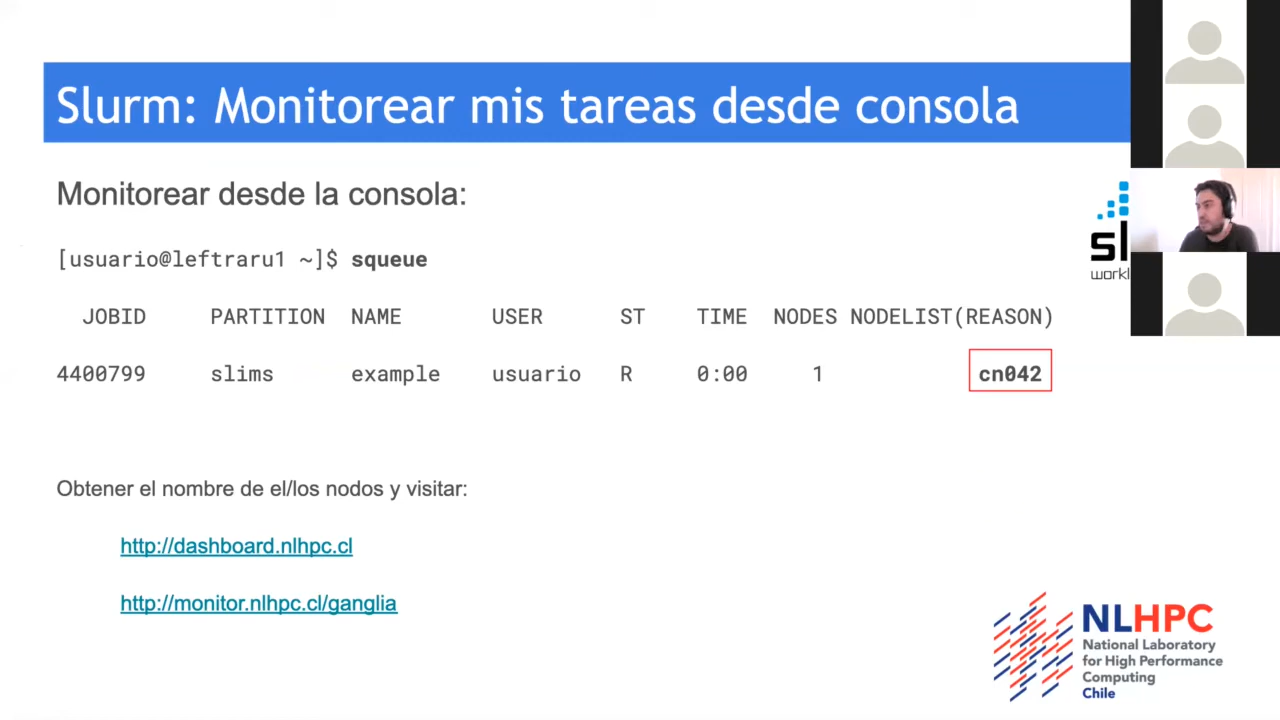 Slurm: Monitorear mis tareas desde consola
Monitorear desde la consola:
[usuario@leftraru1 ~]$ squeue
JOBID PARTITION NAME USER ST TIME NODES NODELIST(REASON)
4400799 slims example usuario R 0:00 1 cn042
Obtener el nombre de el/los nodos y visitar:
http://dashboard.nlhpc.cl
http://monitor.nlhpc.cl/ganglia
sl
workl
NLHPC
National Laboratory
for High Performance
Computing
Chile